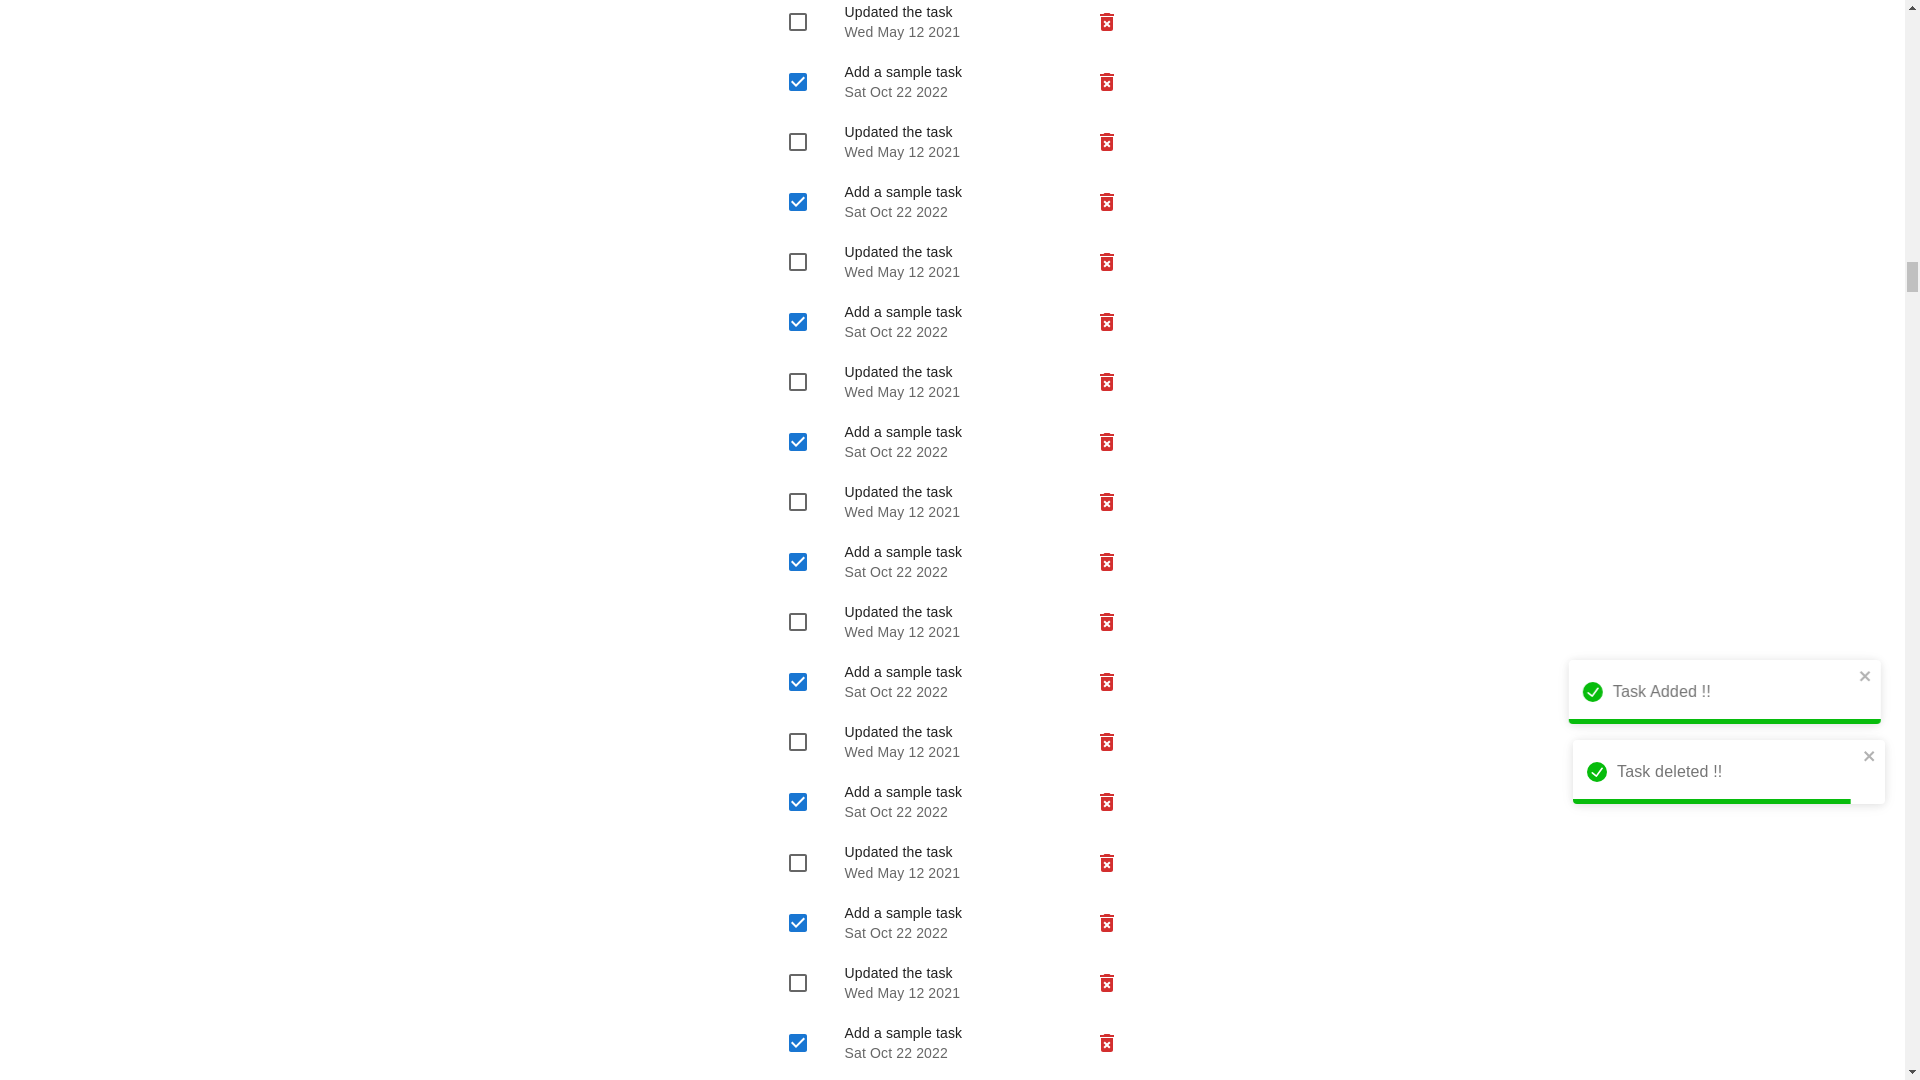 Updated the task
Wed May 12 2021
Add a sample task
Sat Oct 22 2022
Updated the task
Wed May 12 2021
Add a sample task
Sat Oct 22 2022
Updated the task
Wed May 12 2021
Add a sample task
Sat Oct 22 2022
Updated the task
Wed May 12 2021
Add a sample task
Sat Oct 22 2022
Updated the task
Wed May 12 2021
Add a sample task
Sat Oct 22 2022
Updated the task
Wed May 12 2021
Add a sample task
Sat Oct 22 2022
Updated the task
Wed May 12 2021
Add a sample task
Sat Oct 22 2022
Updated the task
Wed May 12 2021
Add a sample task
Sat Oct 22 2022
Updated the task
Wed May 12 2021
Add a sample task
Sat Oct 22 2022
Task Added !!
Task deleted !!